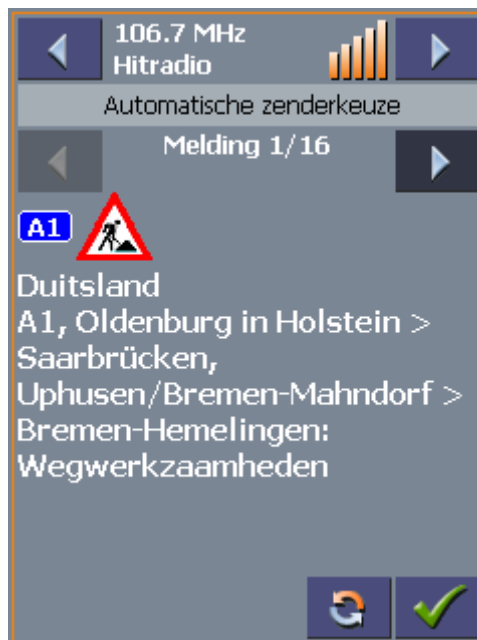 106.7 MHz
Hitradio
Automatische zenderkeuze
Melding 1/16
A1
Duitsland
A1, Oldenburg in Holstein >
Saarbrücken,
Uphusen/Bremen-Mahndorf >
Bremen-Hemelingen:
Wegwerkzaamheden